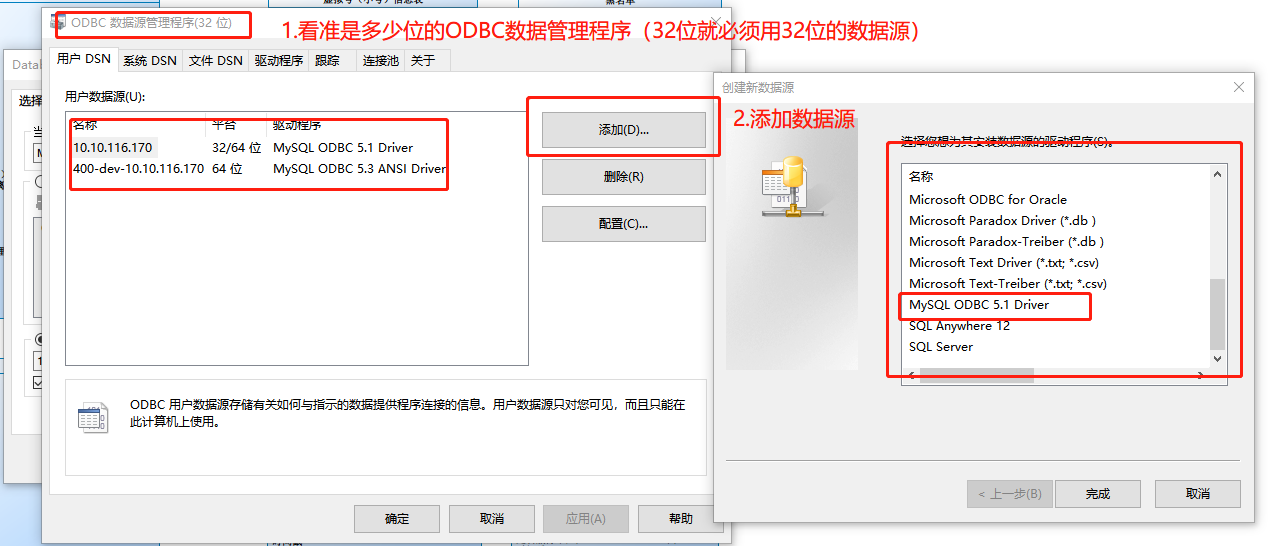 ODBC 数据源管理程序(32 位)
1.看准是多少位的ODBC数据管理程序（32位就必须用32位的数据源）
用户 DSN
系统 DSN
文件 DSN
驱动程序
跟踪
连接池
关于
用户数据源(U):
名称 平台 驱动程序
10.10.116.170 32/64 位 MySQL ODBC 5.1 Driver
400-dev-10.10.116.170 64 位 MySQL ODBC 5.3 ANSI Driver
添加(D)...
删除(R)
配置(C)...
ODBC 用户数据源存储有关如何与指示的数据提供程序连接的信息。用户数据源只对您可见，而且只能在
此计算机上使用。
确定
取消
应用(A)
帮助
创建新数据源
2.添加数据源
选择您想为其安装数据源的驱动程序(S)。
名称
Microsoft ODBC for Oracle
Microsoft Paradox Driver (*.db )
Microsoft Paradox-Treiber (*.db )
Microsoft Text Driver (*.txt; *.csv)
Microsoft Text-Treiber (*.txt; *.csv)
MySQL ODBC 5.1 Driver
SQL Anywhere 12
SQL Server
< 上一步(B)
完成
取消
选择